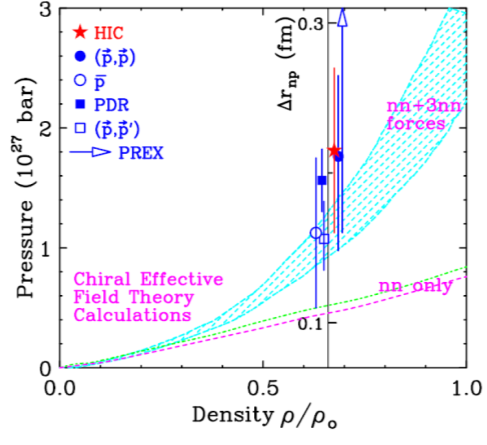 3
2
1
0
Pressure (10²⁷ bar)
HIC
(p⃗,p⃗)
p̄
PDR
(p⃗,p⃗′)
PREX
0.3
Δr_np (fm)
0.1
nn+3nn
forces
Chiral Effective
Field Theory
Calculations
nn only
0.0
0.5
1.0
Density ρ/ρₒ